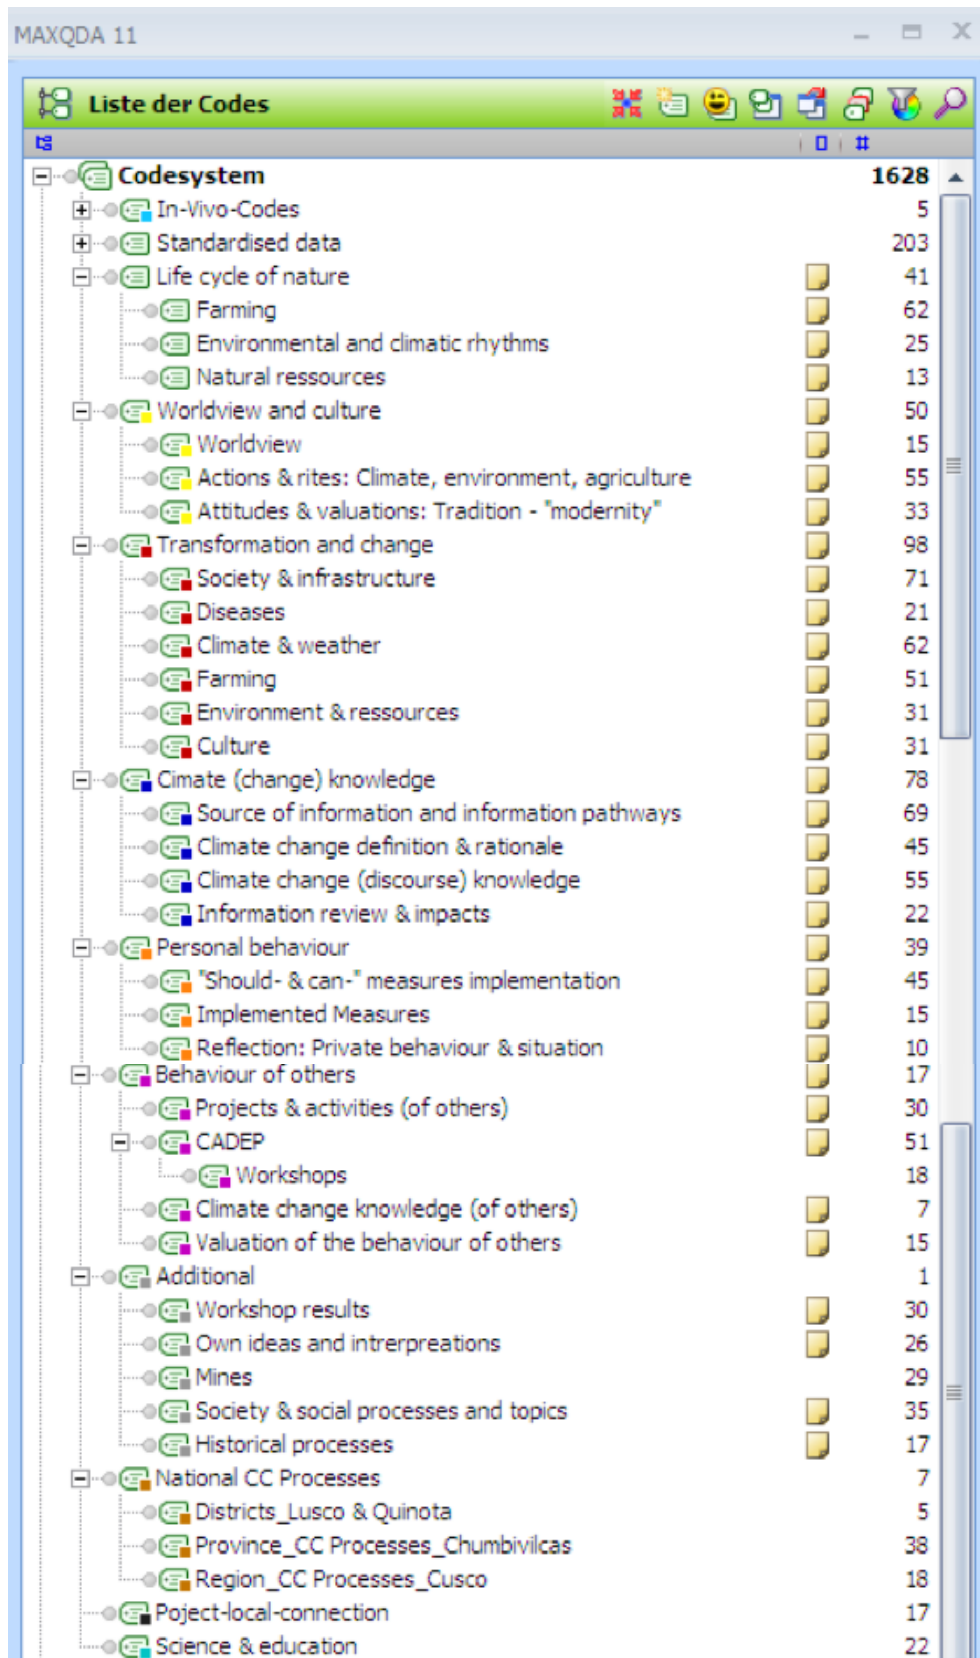 MAXQDA 11
Liste der Codes
Codesystem 1628
In-Vivo-Codes 5
Standardised data 203
Life cycle of nature 41
Farming 62
Environmental and climatic rhythms 25
Natural ressources 13
Worldview and culture 50
Worldview 15
Actions & rites: Climate, environment, agriculture 55
Attitudes & valuations: Tradition - "modernity" 33
Transformation and change 98
Society & infrastructure 71
Diseases 21
Climate & weather 62
Farming 51
Environment & ressources 31
Culture 31
Cimate (change) knowledge 78
Source of information and information pathways 69
Climate change definition & rationale 45
Climate change (discourse) knowledge 55
Information review & impacts 22
Personal behaviour 39
"Should- & can-" measures implementation 45
Implemented Measures 15
Reflection: Private behaviour & situation 10
Behaviour of others 17
Projects & activities (of others) 30
CADEP 51
Workshops 18
Climate change knowledge (of others) 7
Valuation of the behaviour of others 15
Additional 1
Workshop results 30
Own ideas and intrerpreations 26
Mines 29
Society & social processes and topics 35
Historical processes 17
National CC Processes 7
Districts_Lusco & Quinota 5
Province_CC Processes_Chumbivilcas 38
Region_CC Processes_Cusco 18
Poject-local-connection 17
Science & education 22